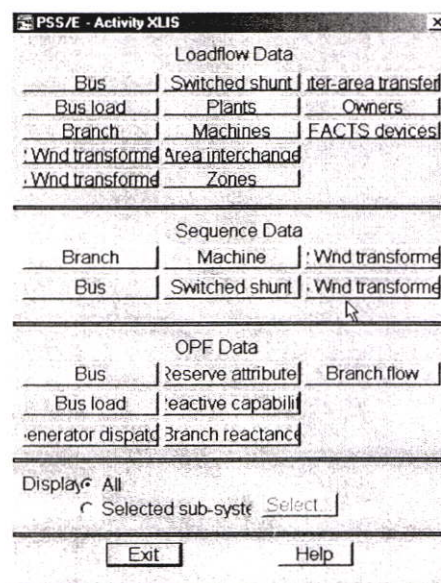 PSS/E - Activity XLIS x
Loadflow Data
Bus Switched shunt ter-area transfer
Bus load Plants Owners
Branch Machines FACTS devices
Wnd transforme Area interchange
Wnd transforme Zones
Sequence Data
Branch Machine Wnd transforme
Bus Switched shunt Wnd transforme
OPF Data
Bus Reserve attribute Branch flow
Bus load eactive capabilit
enerator dispatc Branch reactance
Display All
Selected sub-syste Select...
Exit Help